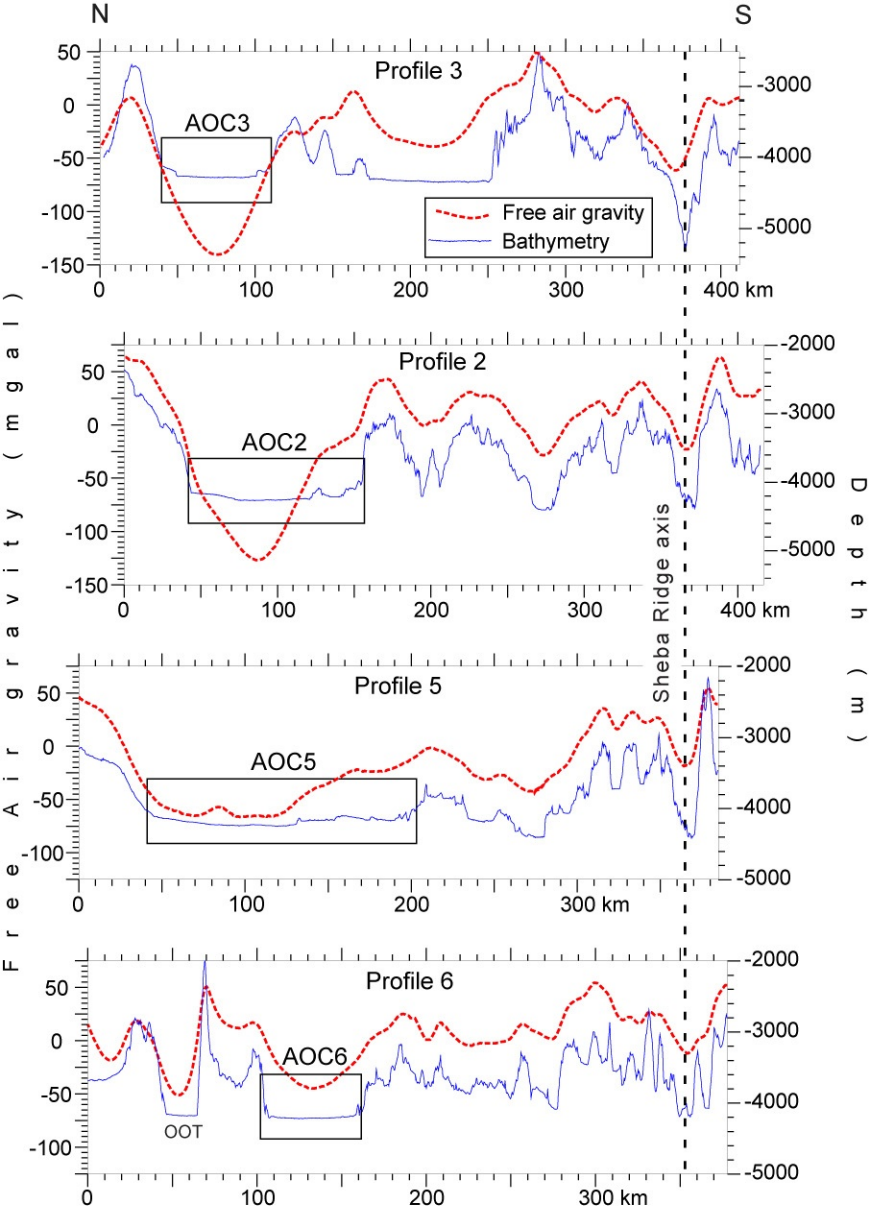 N S
Profile 3
50
0
-50
-100
-150
-3000
-4000
-5000
AOC3
Free air gravity
Bathymetry
0 100 200 300 400 km
Profile 2
50
0
-50
-100
-150
-2000
-3000
-4000
-5000
AOC2
0 100 200 300 400 km
Free Air gravity (mgal)
Depth (m)
Sheba Ridge axis
Profile 5
50
0
-50
-100
-2000
-3000
-4000
-5000
AOC5
0 100 200 300 km
Profile 6
50
0
-50
-100
-2000
-3000
-4000
-5000
AOC6
OOT
0 100 200 300 km